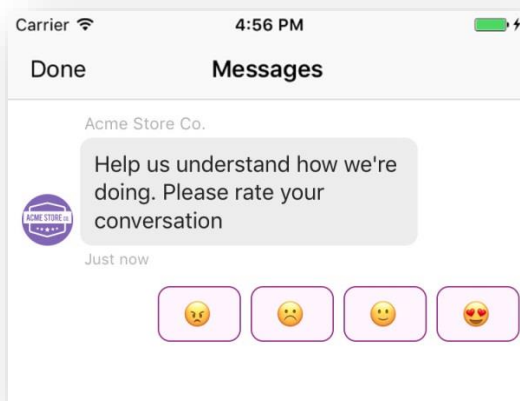 Carrier
4:56 PM
Done
Messages
Acme Store Co.
Help us understand how we're
doing. Please rate your
conversation
ACME STORE co
Just now